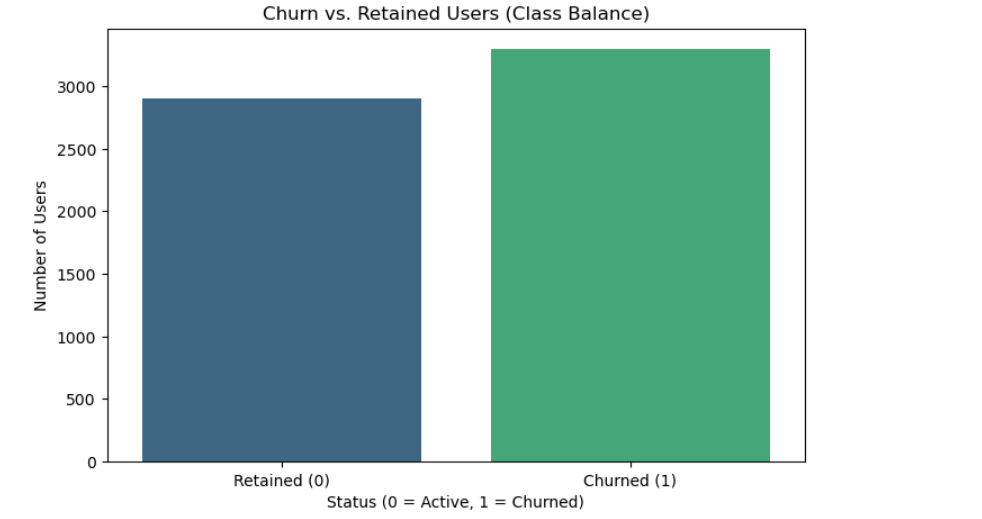 Churn vs. Retained Users (Class Balance)
Number of Users
3000
2500
2000
1500
1000
500
0
Retained (0)
Churned (1)
Status (0 = Active, 1 = Churned)